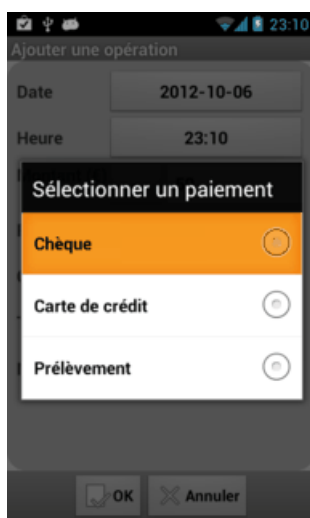 23:10
Ajouter une opération
Date 2012-10-06
Heure 23:10
Sélectionner un paiement
Chèque
Carte de crédit
Prélèvement
OK Annuler